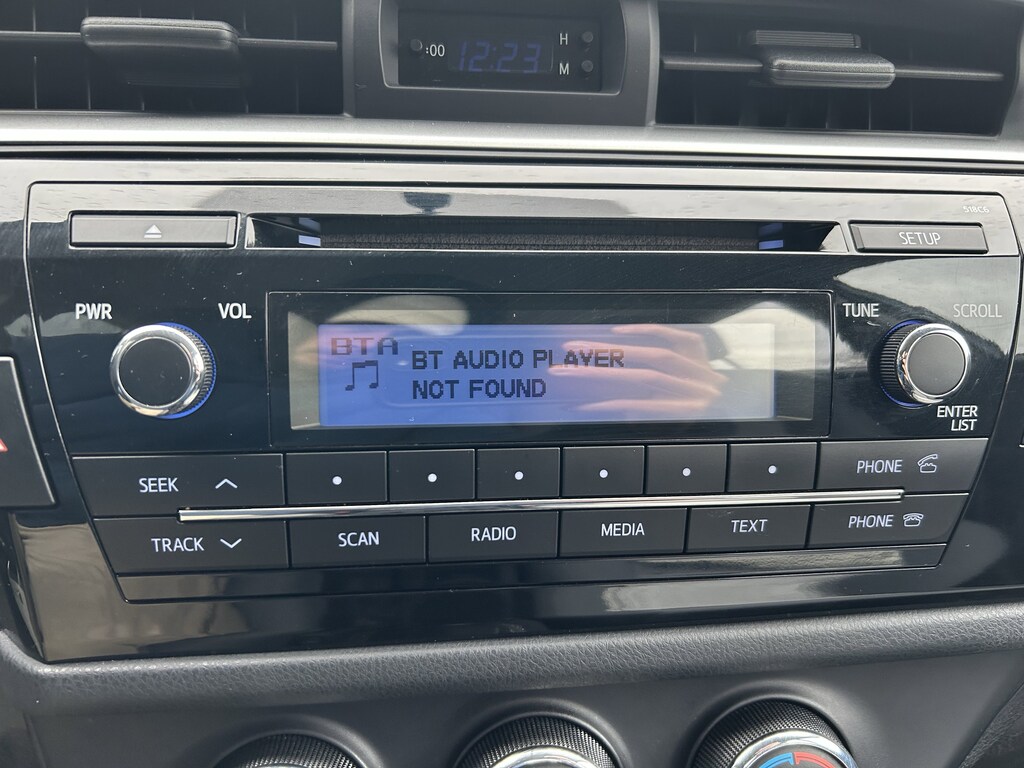 :00 12:23 H
M
518C6
SETUP
PWR VOL
TUNE SCROLL
BTA BT AUDIO PLAYER
NOT FOUND
ENTER
LIST
SEEK
PHONE
TRACK SCAN RADIO MEDIA TEXT PHONE